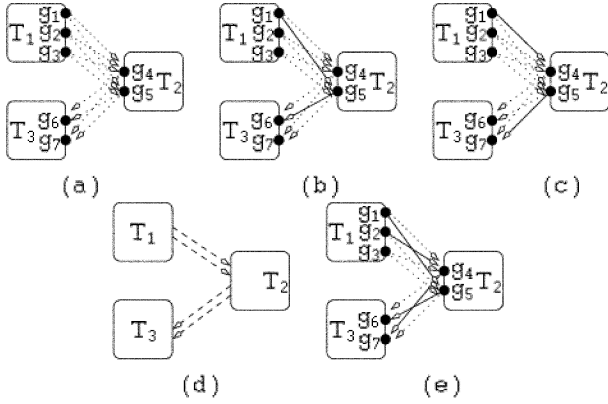 T1 g1 g2 g3 g4 g5 T2 T3 g6 g7
(a)
T1 g1 g2 g3 g4 g5 T2 T3 g6 g7
(b)
T1 g1 g2 g3 g4 g5 T2 T3 g6 g7
(c)
T1 T2 T3
(d)
T1 g1 g2 g3 g4 g5 T2 T3 g6 g7
(e)